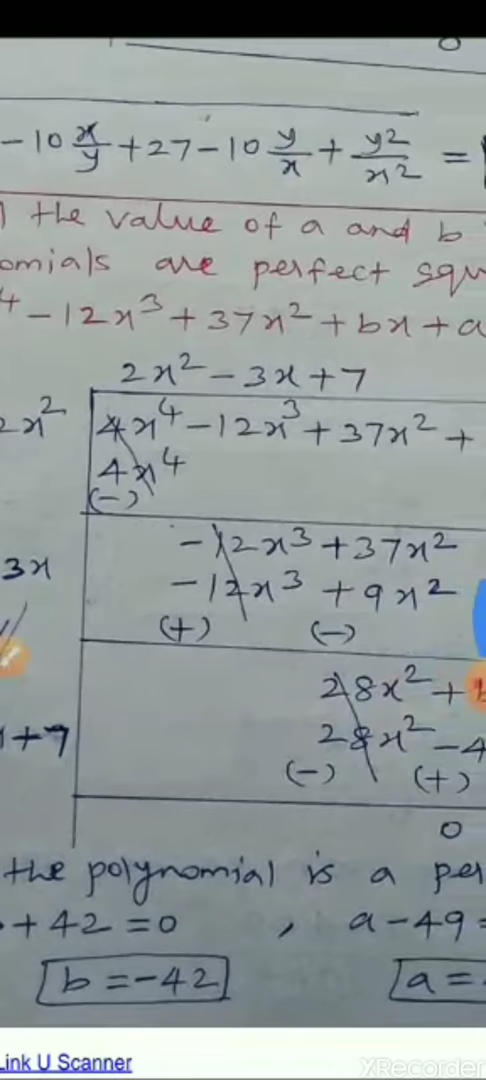 0
- 10 x/y + 27 - 10 y/x + y²/x² =
the value of a and b
omials are perfect squ
4 - 12x³ + 37x² + bx + a
2x² - 3x + 7
2x² 4x⁴ - 12x³ + 37x² +
4x⁴
(-)
- 12x³ + 37x²
3x - 12x³ + 9x²
(+) (-)
28x² + b
x + 7 28x² - 4
(-) (+)
0
the polynomial is a per
+ 42 = 0 , a - 49 =
b = -42 a =
Link U Scanner
XRecorder